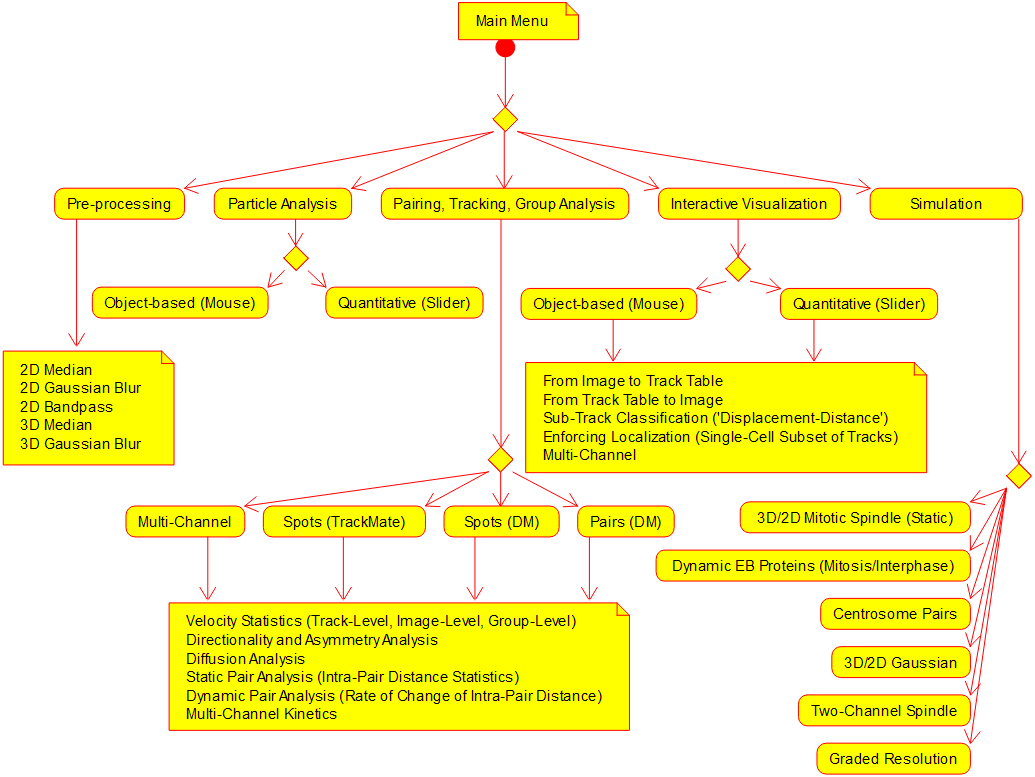 Main Menu
Pre-processing
Particle Analysis
Pairing, Tracking, Group Analysis
Interactive Visualization
Simulation
Object-based (Mouse)
Quantitative (Slider)
Object-based (Mouse)
Quantitative (Slider)
2D Median
2D Gaussian Blur
2D Bandpass
3D Median
3D Gaussian Blur
From Image to Track Table
From Track Table to Image
Sub-Track Classification ('Displacement-Distance')
Enforcing Localization (Single-Cell Subset of Tracks)
Multi-Channel
Multi-Channel
Spots (TrackMate)
Spots (DM)
Pairs (DM)
Velocity Statistics (Track-Level, Image-Level, Group-Level)
Directionality and Asymmetry Analysis
Diffusion Analysis
Static Pair Analysis (Intra-Pair Distance Statistics)
Dynamic Pair Analysis (Rate of Change of Intra-Pair Distance)
Multi-Channel Kinetics
3D/2D Mitotic Spindle (Static)
Dynamic EB Proteins (Mitosis/Interphase)
Centrosome Pairs
3D/2D Gaussian
Two-Channel Spindle
Graded Resolution